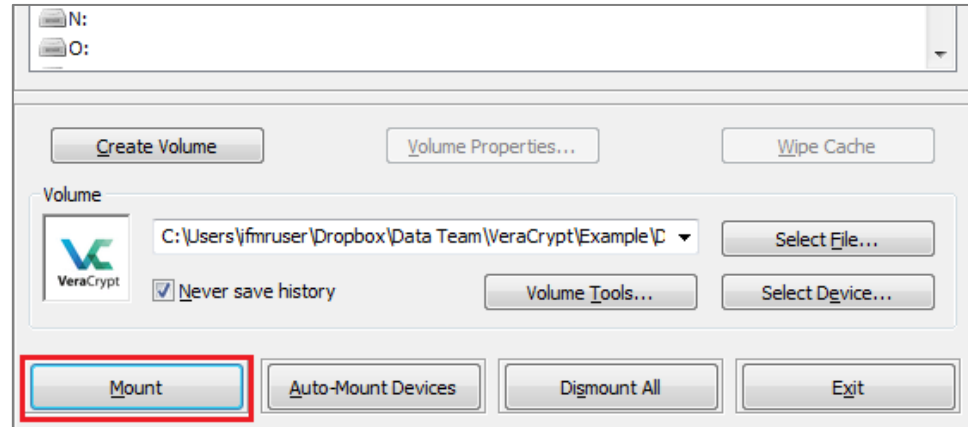 N:
O:
Create Volume Volume Properties... Wipe Cache
Volume
C:\Users\ifmruser\Dropbox\Data Team\VeraCrypt\Example\D Select File...
VeraCrypt
Never save history Volume Tools... Select Device...
Mount Auto-Mount Devices Dismount All Exit